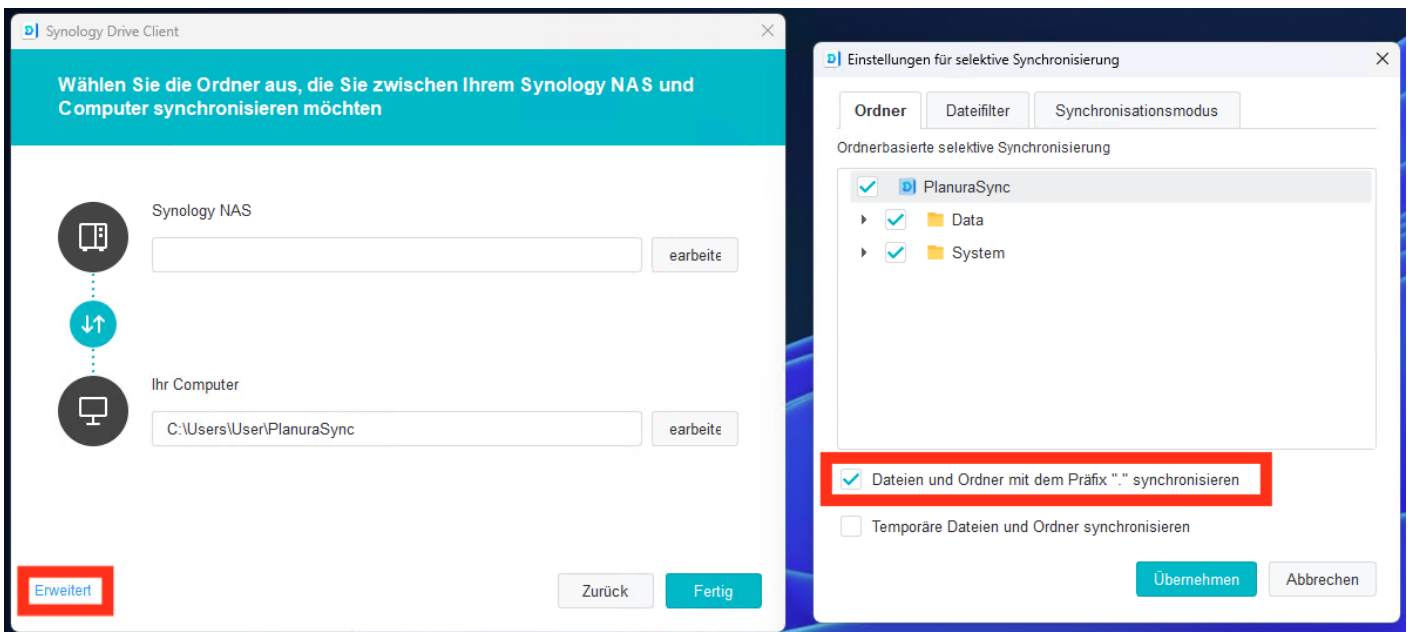 Synology Drive Client
Wählen Sie die Ordner aus, die Sie zwischen Ihrem Synology NAS und
Computer synchronisieren möchten
Synology NAS
earbeite
Ihr Computer
C:\Users\User\PlanuraSync
earbeite
Erweitert
Zurück
Fertig
Einstellungen für selektive Synchronisierung
Ordner
Dateifilter
Synchronisationsmodus
Ordnerbasierte selektive Synchronisierung
PlanuraSync
Data
System
Dateien und Ordner mit dem Präfix "." synchronisieren
Temporäre Dateien und Ordner synchronisieren
Übernehmen
Abbrechen